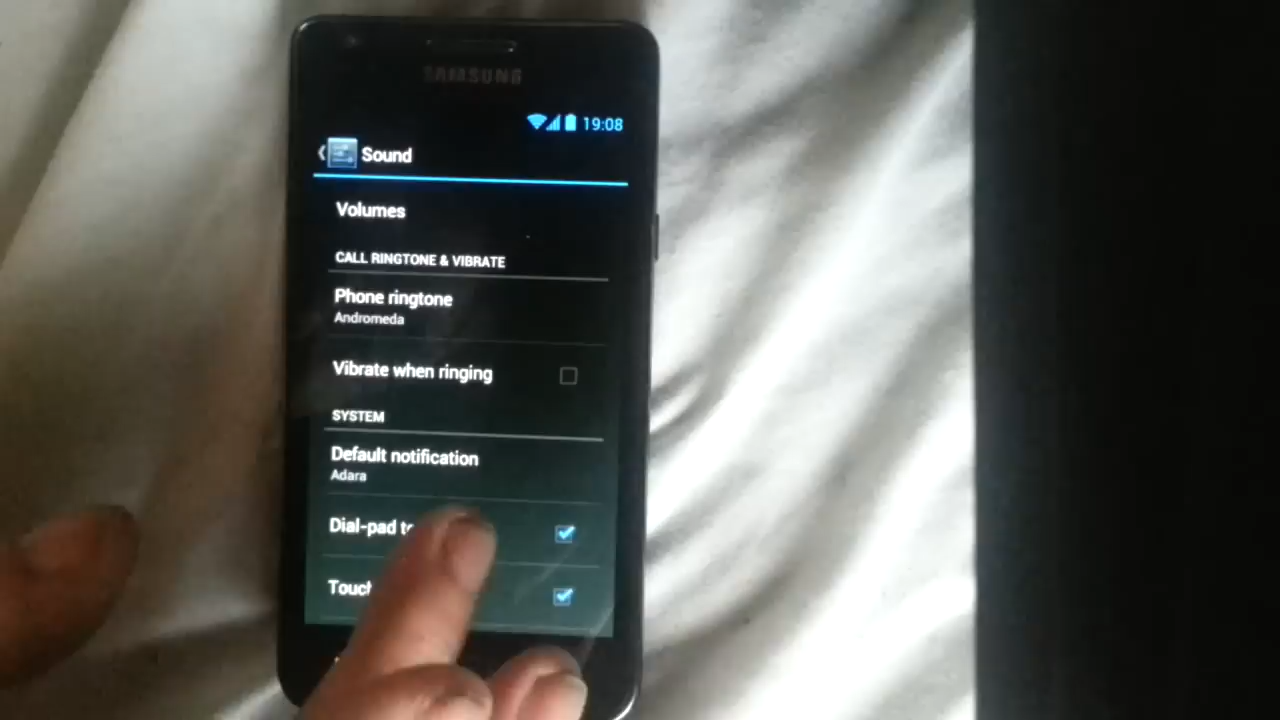 SAMSUNG
19:08
Sound
Volumes
CALL RINGTONE & VIBRATE
Phone ringtone
Andromeda
Vibrate when ringing
SYSTEM
Default notification
Adara
Dial-pad
Touch